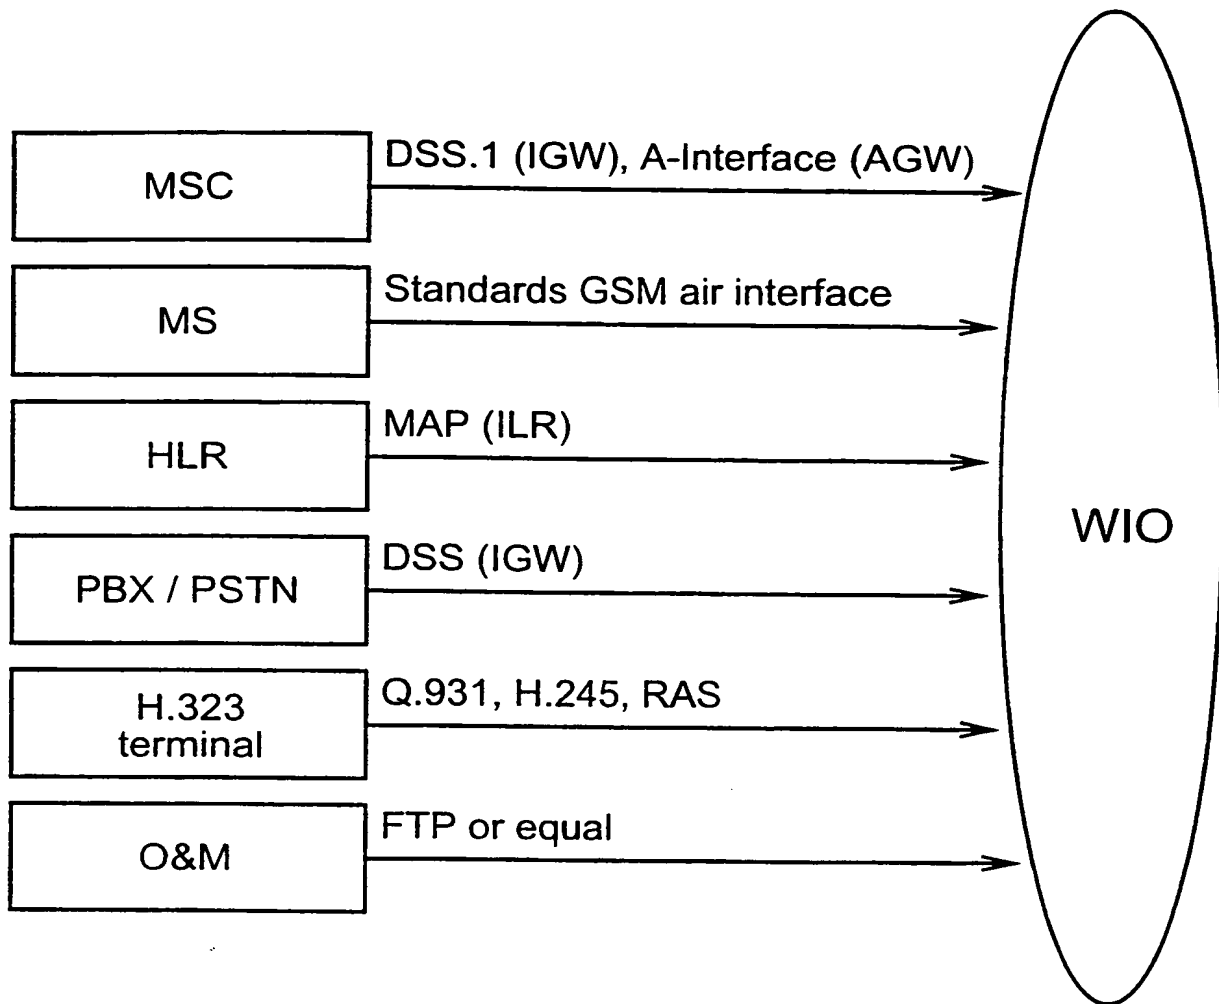 DSS.1 (IGW), A-Interface (AGW)
MSC
Standards GSM air interface
MS
MAP (ILR)
HLR
WIO
DSS (IGW)
PBX / PSTN
Q.931, H.245, RAS
H.323
terminal
FTP or equal
O&M